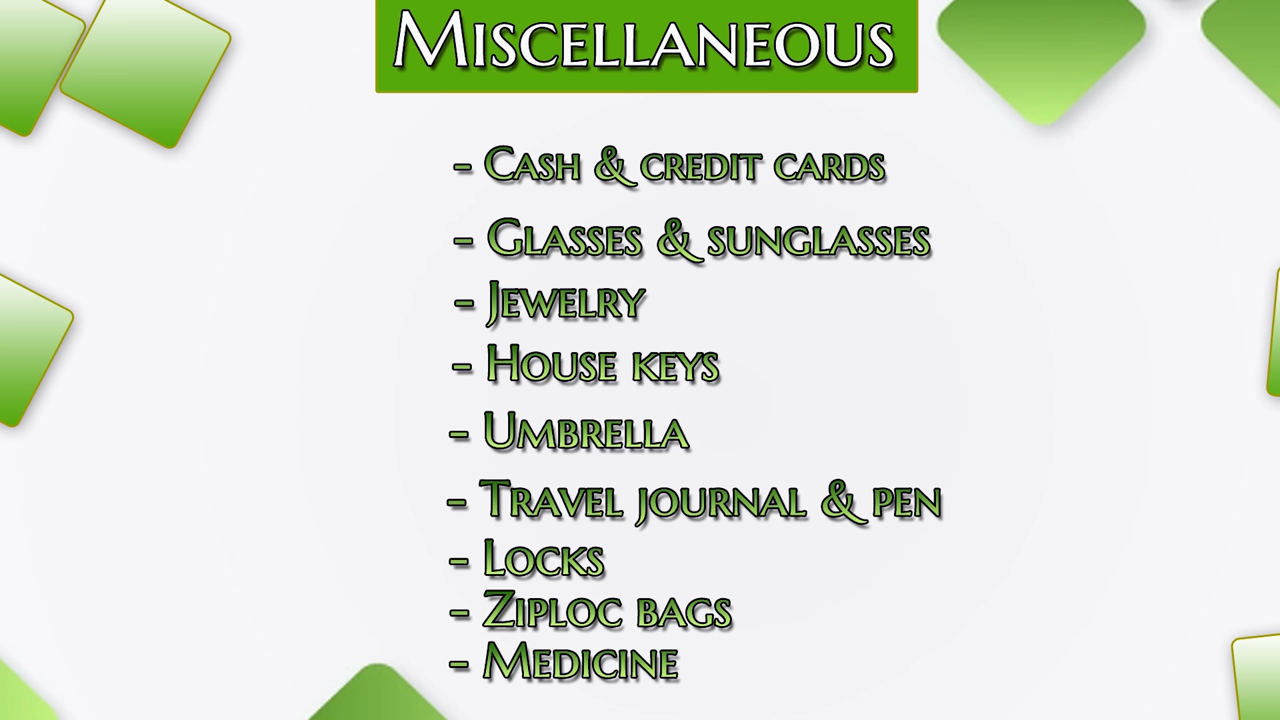 Miscellaneous
- Cash & credit cards
- Glasses & sunglasses
- Jewelry
- House keys
- Umbrella
- Travel journal & pen
- Locks
- Ziploc bags
- Medicine